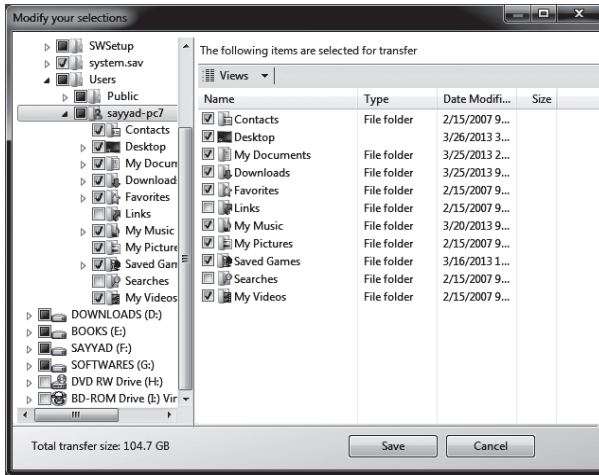 Modify your selections
SWSetup
system.sav
Users
Public
sayyad-pc7
Contacts
Desktop
My Docum
Download
Favorites
Links
My Music
My Picture
Saved Gam
Searches
My Videos
DOWNLOADS (D:)
BOOKS (E:)
SAYYAD (F:)
SOFTWARES (G:)
DVD RW Drive (H:)
BD-ROM Drive (I:) Vir
The following items are selected for transfer
Views
Name Type Date Modifi... Size
Contacts File folder 2/15/2007 9...
Desktop 3/26/2013 3...
My Documents File folder 3/25/2013 2...
Downloads File folder 3/25/2013 9...
Favorites File folder 2/15/2007 9...
Links File folder 2/15/2007 9...
My Music File folder 3/20/2013 9...
My Pictures File folder 2/15/2007 9...
Saved Games File folder 3/16/2013 1...
Searches File folder 2/15/2007 9...
My Videos File folder 2/15/2007 9...
Total transfer size: 104.7 GB
Save
Cancel